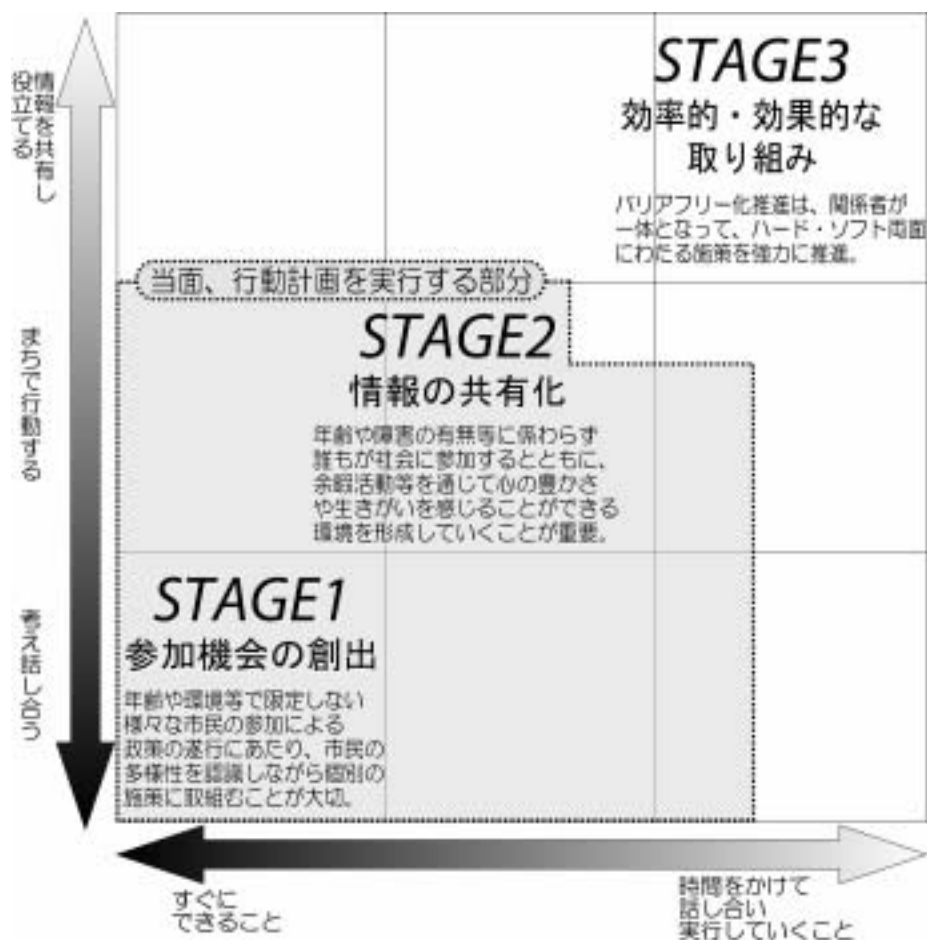 情報を共有し
役立てる
まちで行動する
考え話し合う
STAGE3
効率的・効果的な
取り組み
バリアフリー化推進は、関係者が
一体となって、ハード・ソフト両面
にわたる施策を強力に推進。
当面、行動計画を実行する部分
STAGE2
情報の共有化
年齢や障害の有無等に係わらず
誰もが社会に参加するとともに、
余暇活動等を通じて心の豊かさ
や生きがいを感じることができる
環境を形成していくことが重要。
STAGE1
参加機会の創出
年齢や環境等で限定しない
様々な市民の参加による
政策の遂行にあたり、市民の
多様性を認識しながら個別の
施策に取組むことが大切。
すぐに
できること
時間をかけて
話し合い
実行していくこと